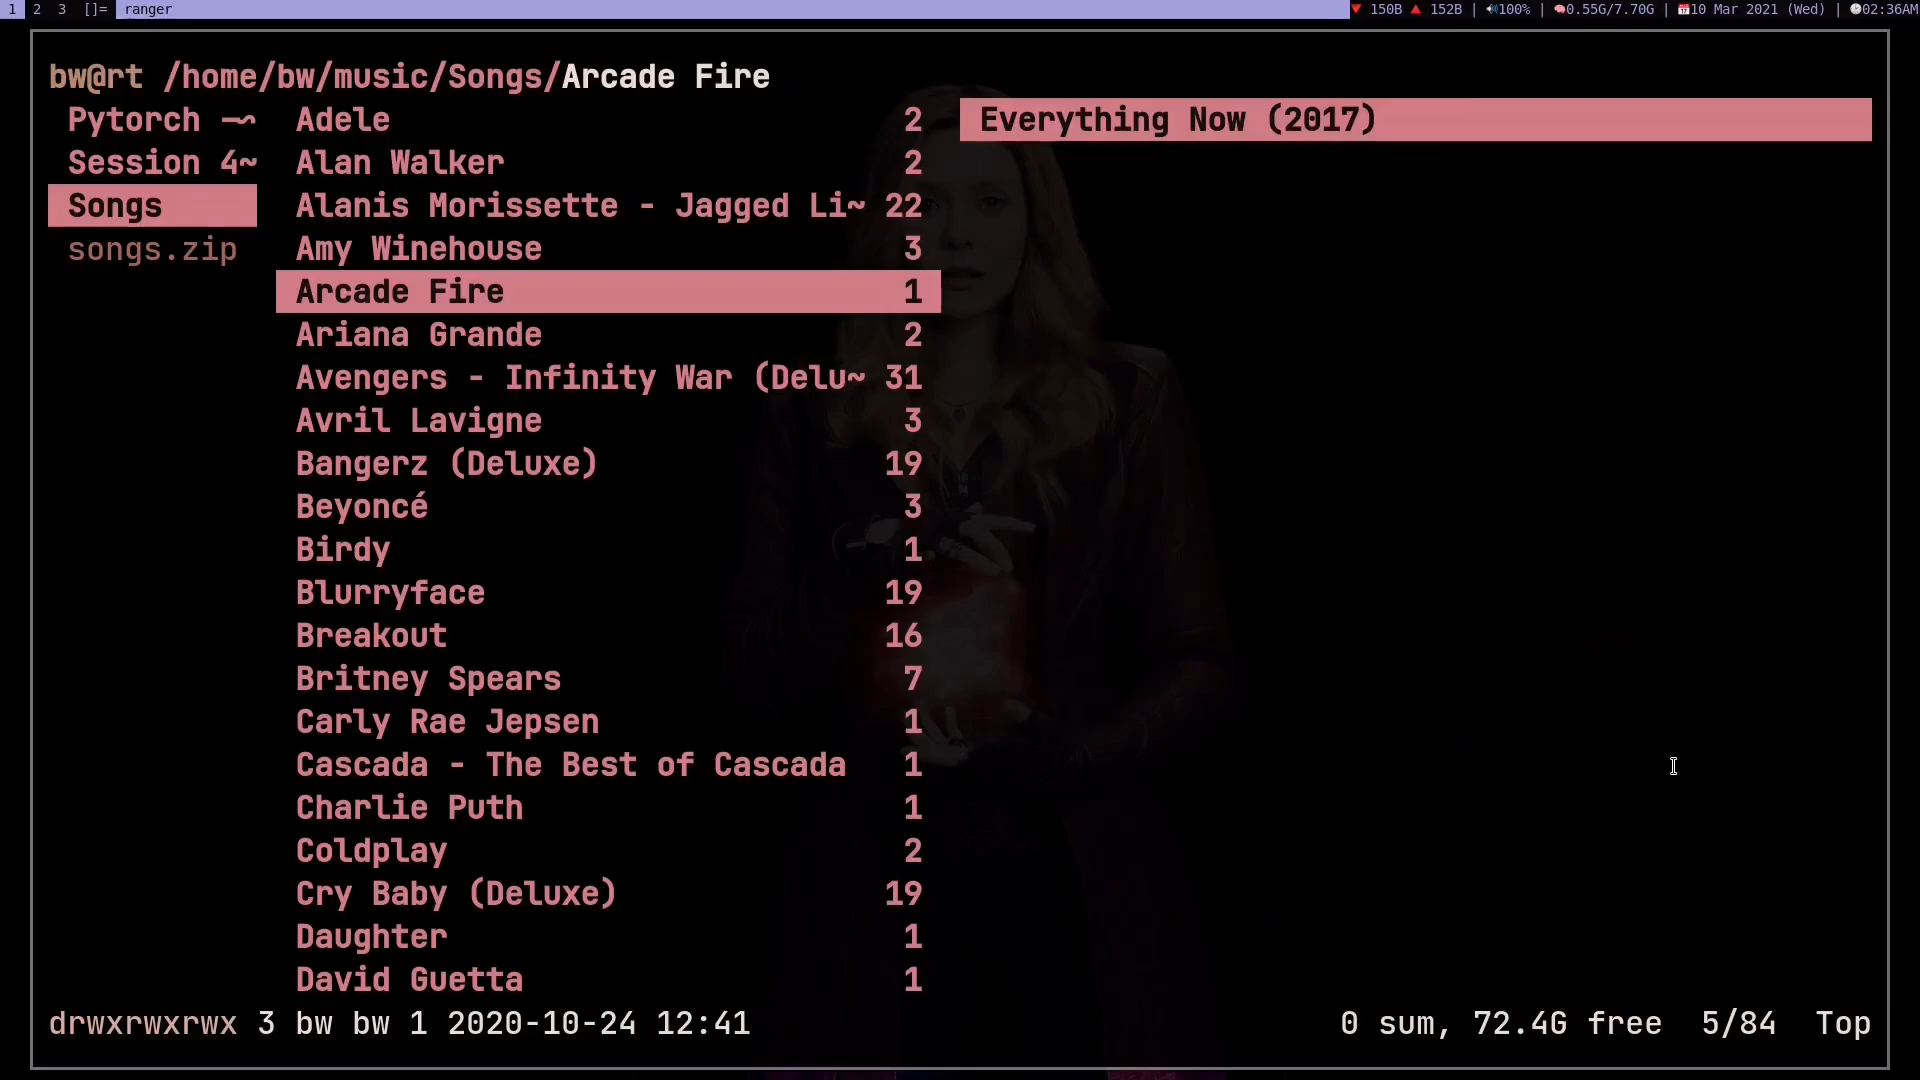 1 2 3 []= ranger 150B 152B | 100% | 0.55G/7.70G | 10 Mar 2021 (Wed) | 02:36AM
bw@rt /home/bw/music/Songs/Arcade Fire
Pytorch —~
Session 4~
Songs
songs.zip
Adele 2
Alan Walker 2
Alanis Morissette - Jagged Li~ 22
Amy Winehouse 3
Arcade Fire 1
Ariana Grande 2
Avengers - Infinity War (Delu~ 31
Avril Lavigne 3
Bangerz (Deluxe) 19
Beyoncé 3
Birdy 1
Blurryface 19
Breakout 16
Britney Spears 7
Carly Rae Jepsen 1
Cascada - The Best of Cascada 1
Charlie Puth 1
Coldplay 2
Cry Baby (Deluxe) 19
Daughter 1
David Guetta 1
Everything Now (2017)
drwxrwxrwx 3 bw bw 1 2020-10-24 12:41 0 sum, 72.4G free 5/84 Top